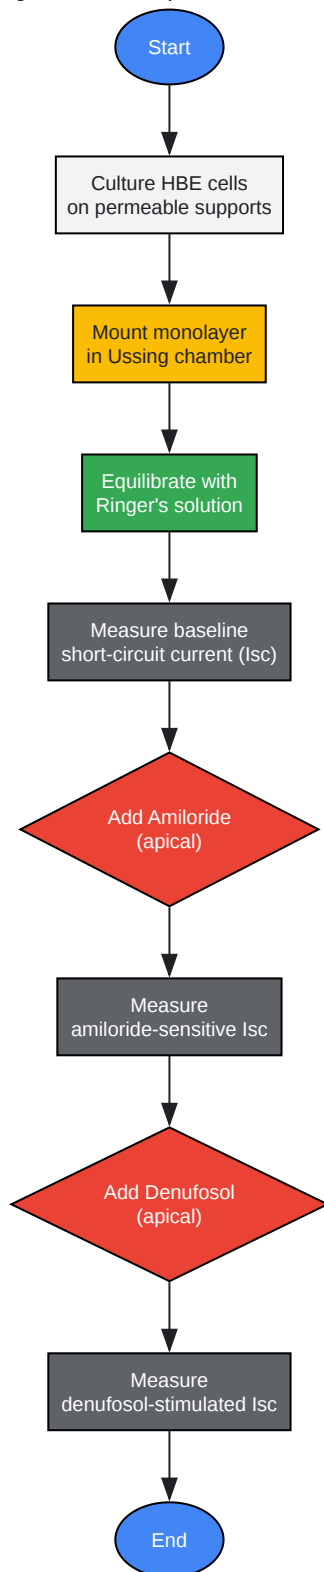 Start
Culture HBE cells
on permeable supports
Mount monolayer
in Ussing chamber
Equilibrate with
Ringer's solution
Measure baseline
short-circuit current (Isc)
Add Amiloride
(apical)
Measure
amiloride-sensitive Isc
Add Denufosol
(apical)
Measure
denufosol-stimulated Isc
End